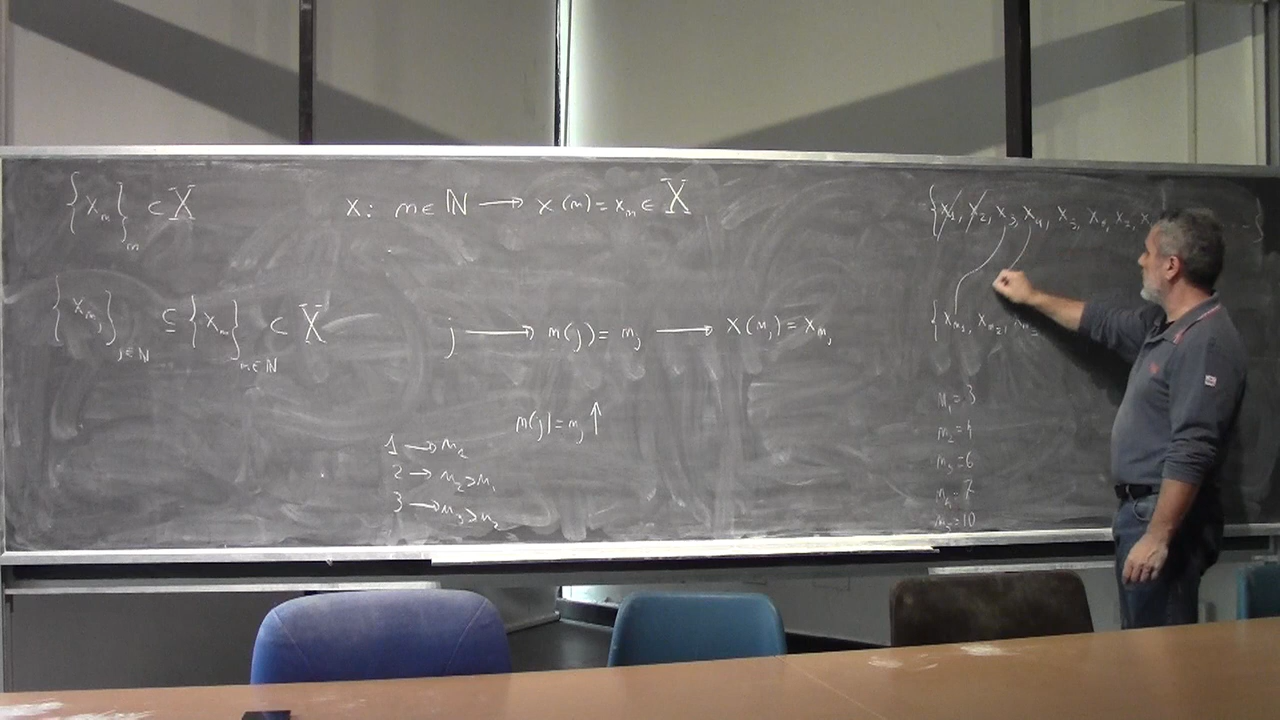 {x_n}_n ⊂ X
x: n ∈ ℕ → x(n) = x_n ∈ X
{x_1, x_2, x_3, x_4, x_5, x_6, x_7, x
{x_{n_j}}_{j∈ℕ} ⊆ {x_n}_{n∈ℕ} ⊂ X
j → n(j) = n_j → x(n_j) = x_{n_j}
{x_{n_1}, x_{n_2}, x_{n_3}
n(j) = n_j ↑
1 → n_1
2 → n_2 > n_1
3 → n_3 > n_2
n_1 = 3
n_2 = 4
n_3 = 6
n_4 = 7
n_5 = 10